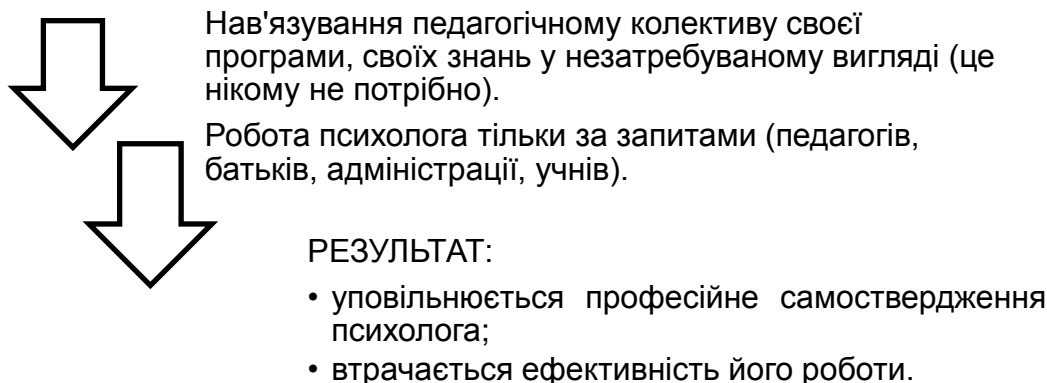 Нав'язування педагогічному колективу своєї
програми, своїх знань у незатребуваному вигляді (це
нікому не потрібно).
Робота психолога тільки за запитами (педагогів,
батьків, адміністрації, учнів).
РЕЗУЛЬТАТ:
• уповільнюється професійне самоствердження
психолога;
• втрачається ефективність його роботи.